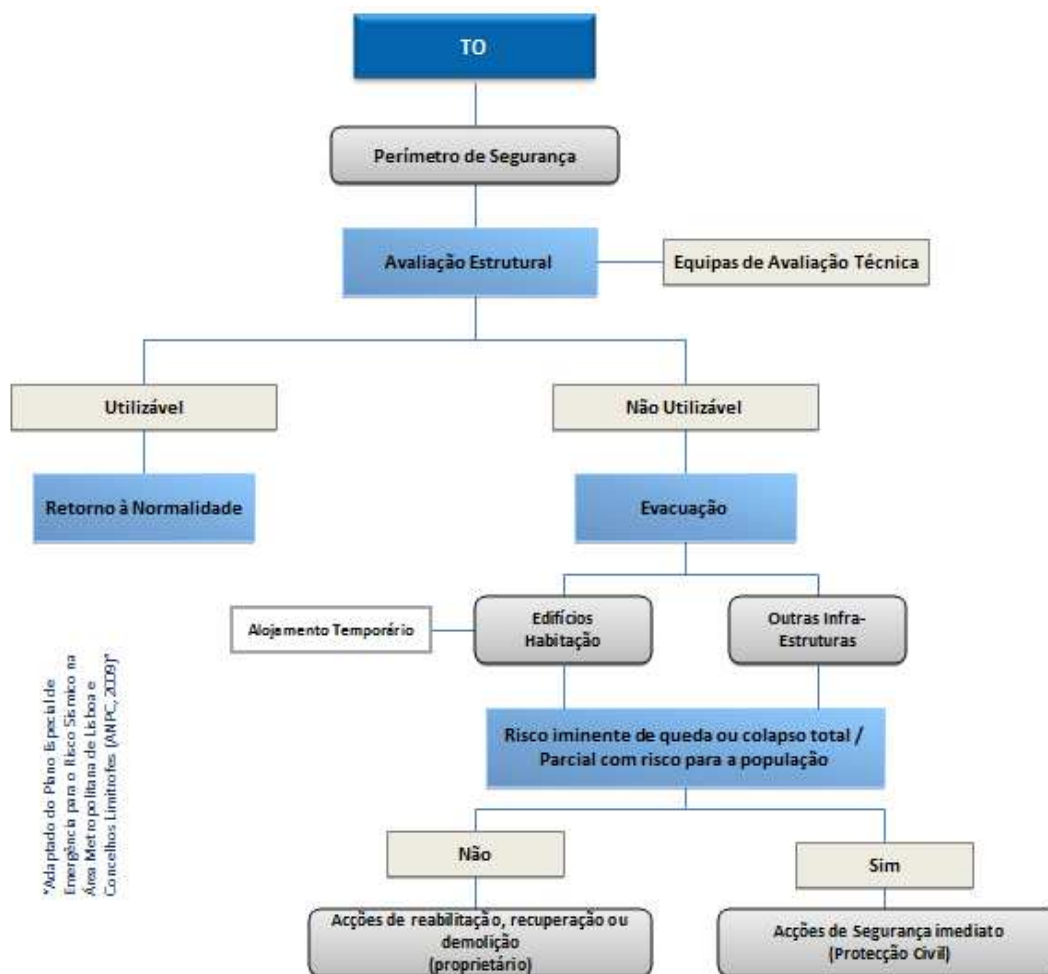 TO
Perímetro de Segurança
Avaliação Estrutural
Equipas de Avaliação Técnica
Utilizável
Não Utilizável
Retorno à Normalidade
Evacuação
Alojamento Temporário
Edifícios
Habitação
Outras Infra-
Estruturas
Risco iminente de queda ou colapso total /
Parcial com risco para a população
Não
Sim
Acções de reabilitação, recuperação ou
demolição
(proprietário)
Acções de Segurança imediato
(Protecção Civil)
"Adaptado do Plano Especial de
Emergência para o Risco Sísmico na
Área Metropolitana de Lisboa e
Concelhos Limítrofes (ANPC, 2009)"